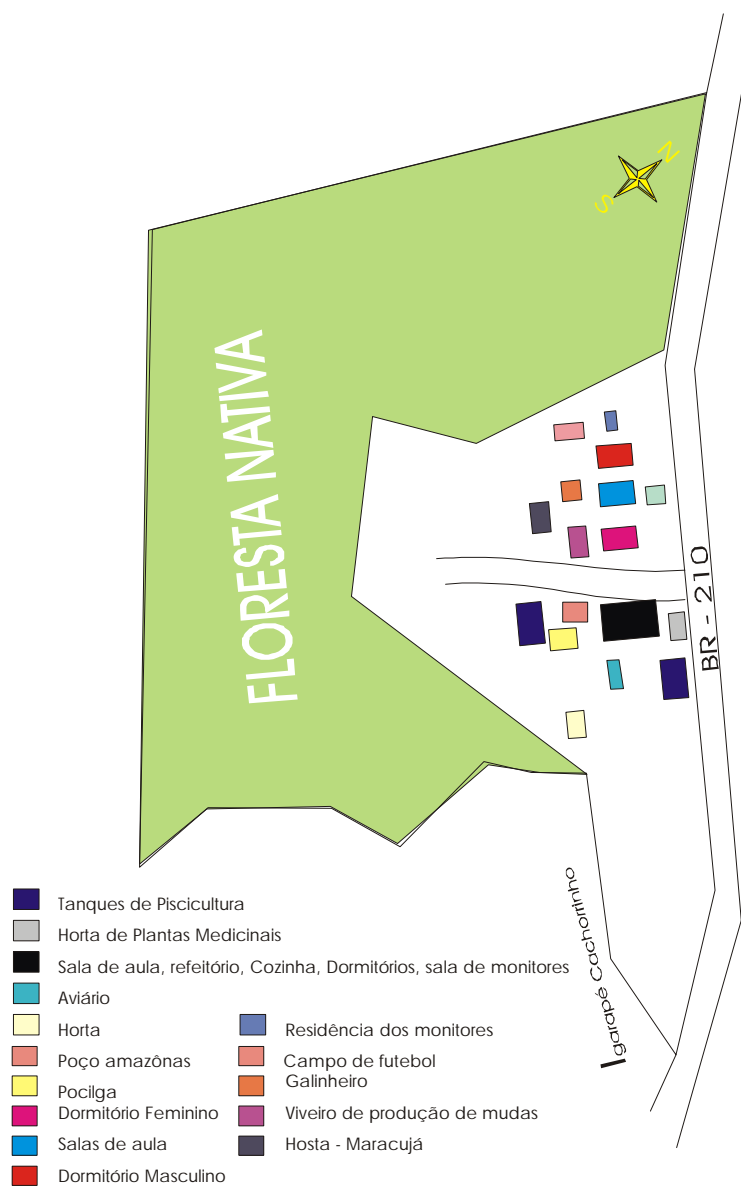 N
S
FLORESTA NATIVA
BR - 210
Igarapé Cachorrinho
Tanques de Piscicultura
Horta de Plantas Medicinais
Sala de aula, refeitório, Cozinha, Dormitórios, sala de monitores
Aviário
Horta
Poço amazônas
Pocilga
Dormitório Feminino
Salas de aula
Dormitório Masculino
Residência dos monitores
Campo de futebol
Galinheiro
Viveiro de produção de mudas
Hosta - Maracujá